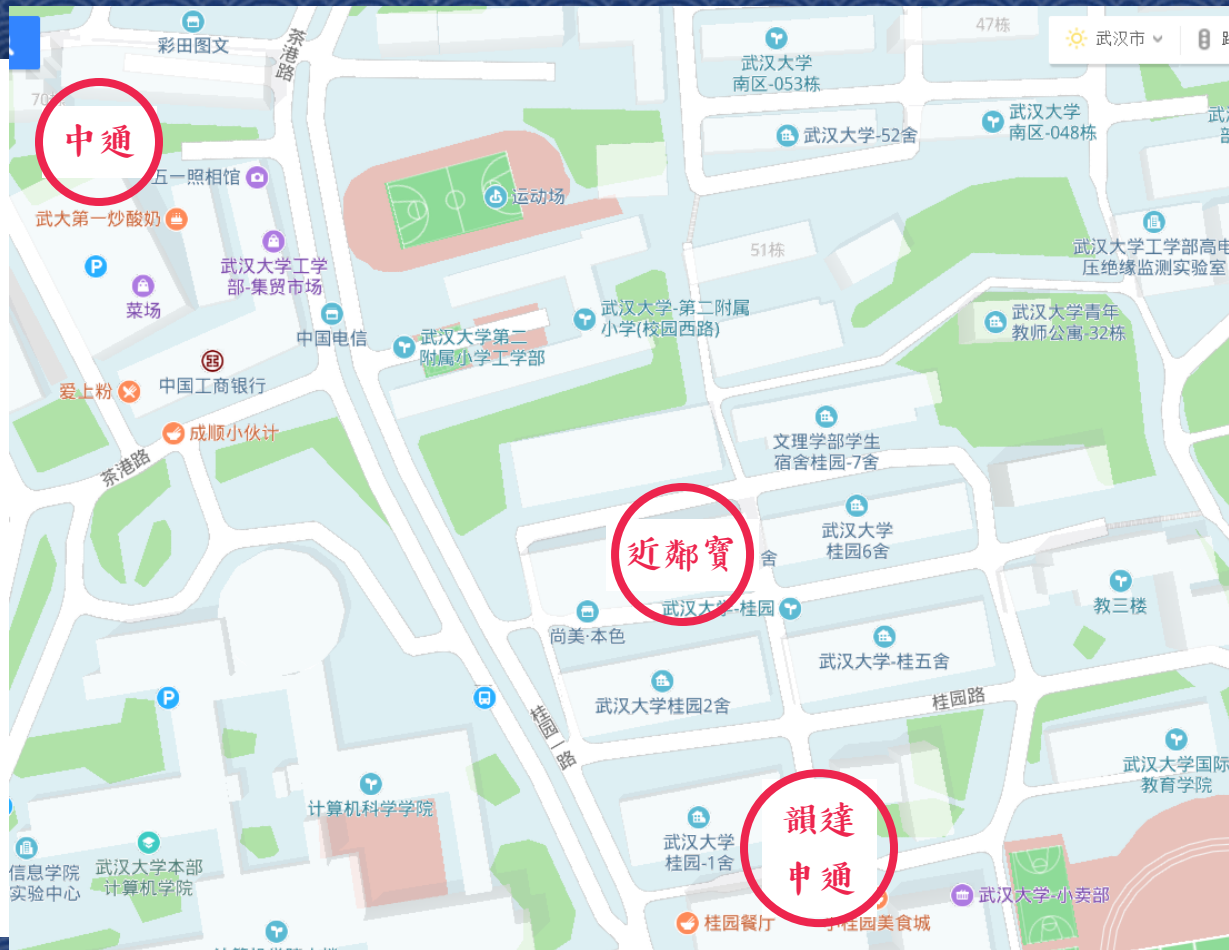 47栋
武汉市
彩田图文
茶港路
武汉大学
南区-053栋
70
中通
武汉大学-52舍
武汉大学
南区-048栋
五一照相馆
运动场
武大第一炒酸奶
51栋
武汉大学工学部高电
压绝缘监测实验室
P
武汉大学工学
部-集贸市场
菜场
中国电信
武汉大学第二
附属小学工学部
武汉大学-第二附属
小学(校园西路)
武汉大学青年
教师公寓-32栋
中国工商银行
爱上粉
成顺小伙计
茶港路
文理学部学生
宿舍桂园-7舍
近鄰寶
舍
武汉大学
桂园6舍
教三楼
武汉大学-桂园
尚美·本色
武汉大学-桂五舍
武汉大学桂园2舍
P
桂园一路
桂园路
武汉大学国际
教育学院
计算机科学学院
韻達
申通
武汉大学
桂园-1舍
信息学院
实验中心
武汉大学本部
计算机学院
武汉大学-小卖部
桂园餐厅
小桂园美食城